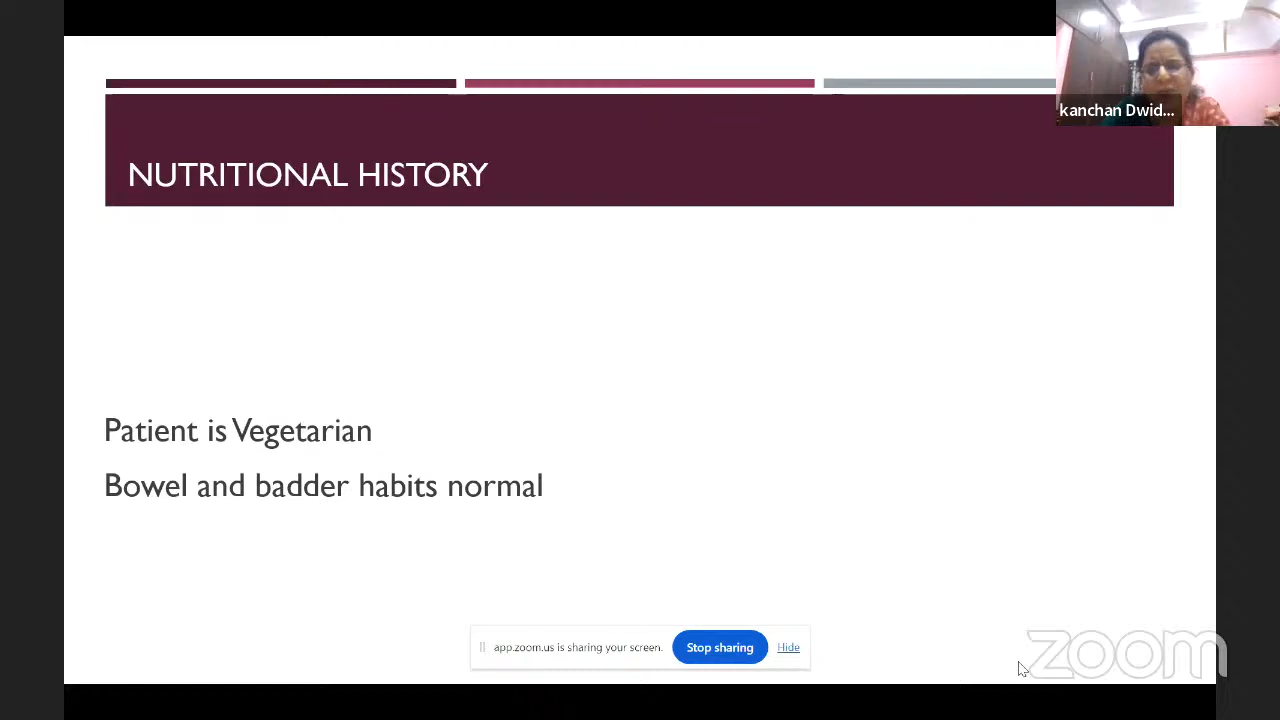 kanchan Dwid...
NUTRITIONAL HISTORY
Patient is Vegetarian
Bowel and badder habits normal
app.zoom.us is sharing your screen. Stop sharing Hide
zoom